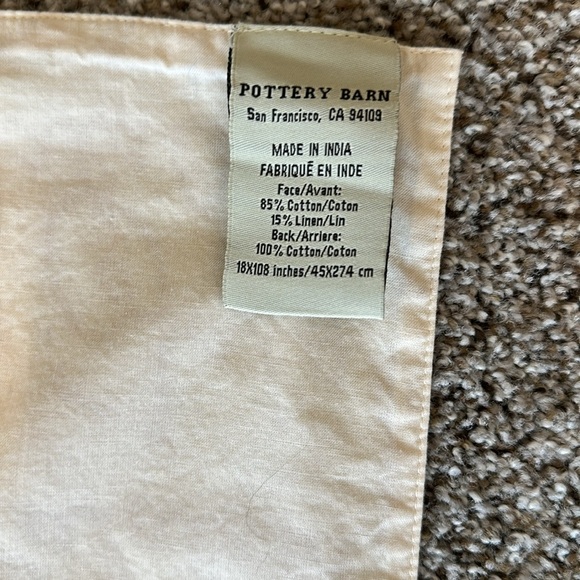 POTTERY BARN
San Francisco, CA 94109
MADE IN INDIA
FABRIQUÉ EN INDE
Face/Avant:
85% Cotton/Coton
15% Linen/Lin
Back/Arriere:
100% Cotton/Coton
18X108 inches/45X274 cm